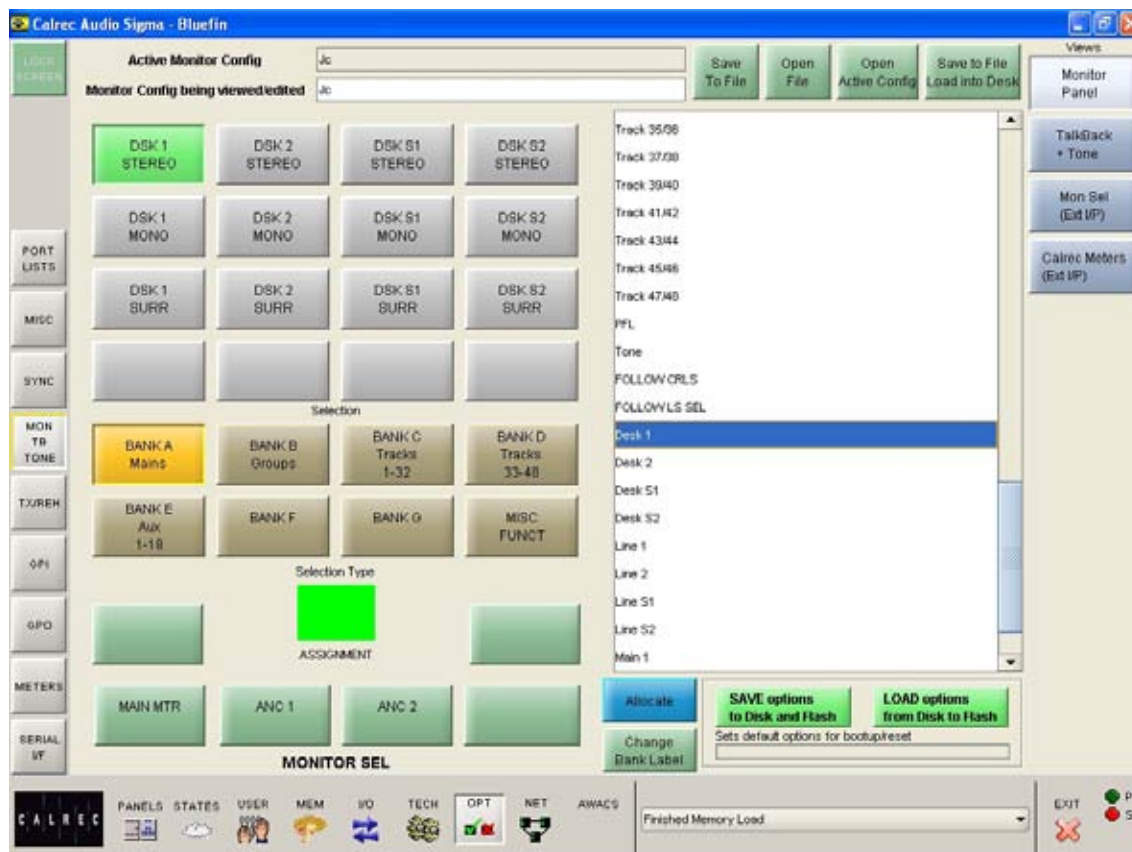 Calrec Audio Sigma - Bluefin
LOCK SCREEN
Active Monitor Config
Jc
Monitor Config being viewed/edited
Jc
Save To File
Open File
Open Active Config
Save to File Load into Desk
Views
Monitor Panel
TalkBack + Tone
Mon Sel (Ext I/P)
Calrec Meters (Ext I/P)
PORT LISTS
MISC
SYNC
MON TB TONE
TX/REH
GPI
GPO
METERS
SERIAL I/F
DSK 1 STEREO
DSK 2 STEREO
DSK S1 STEREO
DSK S2 STEREO
DSK 1 MONO
DSK 2 MONO
DSK S1 MONO
DSK S2 MONO
DSK 1 SURR
DSK 2 SURR
DSK S1 SURR
DSK S2 SURR
Selection
BANK A Mains
BANK B Groups
BANK C Tracks 1-32
BANK D Tracks 33-48
BANK E Aux 1-18
BANK F
BANK G
MISC FUNCT
Selection Type
ASSIGNMENT
MAIN MTR
ANC 1
ANC 2
MONITOR SEL
Track 35/36
Track 37/38
Track 39/40
Track 41/42
Track 43/44
Track 45/46
Track 47/48
PFL
Tone
FOLLOW CRLS
FOLLOW LS SEL
Desk 1
Desk 2
Desk S1
Desk S2
Line 1
Line 2
Line S1
Line S2
Main 1
Allocate
Change Bank Label
SAVE options to Disk and Flash
LOAD options from Disk to Flash
Sets default options for bootup/reset
CALREC
PANELS
STATES
USER
MEM
I/O
TECH
OPT
NET
AWACS
Finished Memory Load
EXIT
P
S